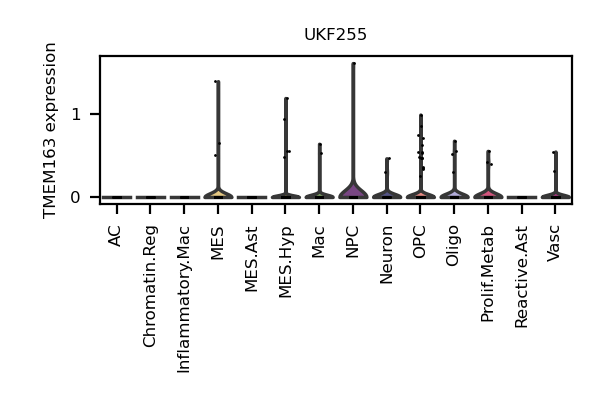 UKF255
TMEM163 expression
1
0
AC
Chromatin.Reg
Inflammatory.Mac
MES
MES.Ast
MES.Hyp
Mac
NPC
Neuron
OPC
Oligo
Prolif.Metab
Reactive.Ast
Vasc